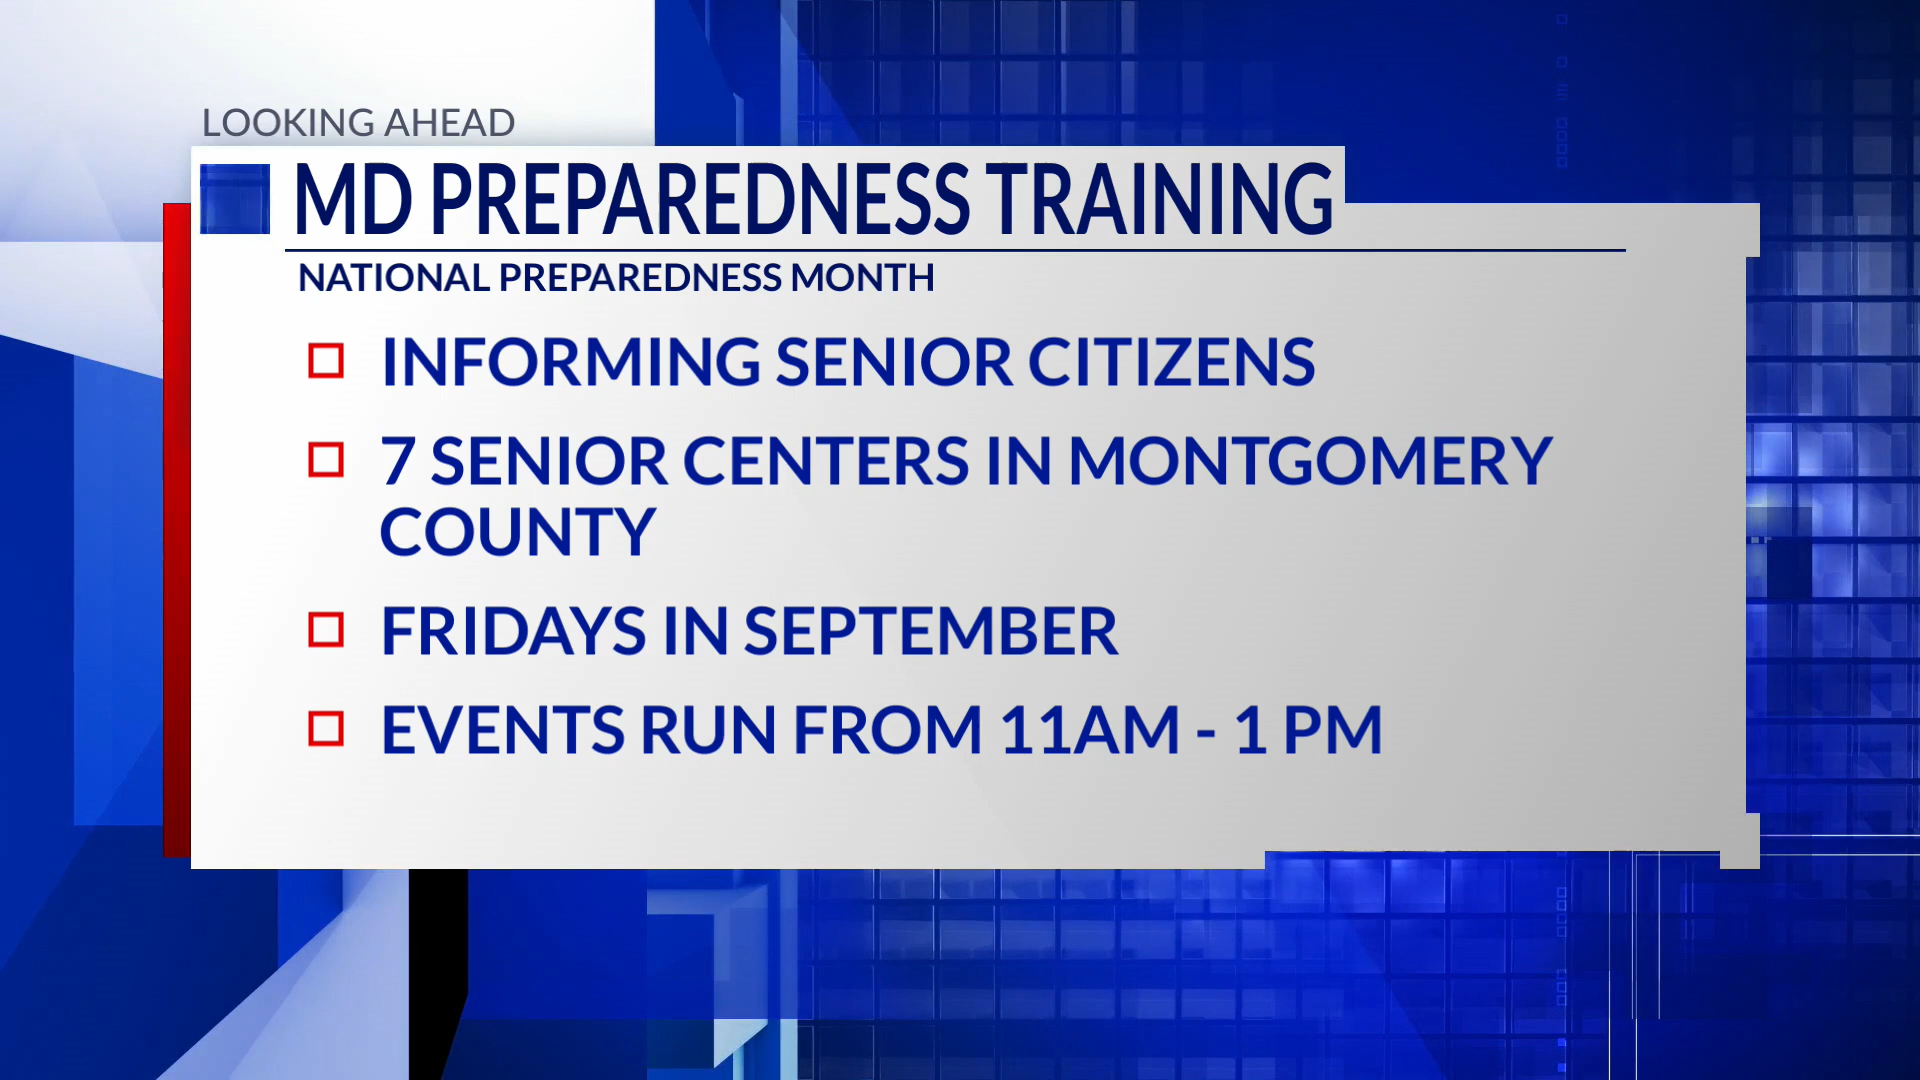 LOOKING AHEAD
MD PREPAREDNESS TRAINING
NATIONAL PREPAREDNESS MONTH
INFORMING SENIOR CITIZENS
7 SENIOR CENTERS IN MONTGOMERY
COUNTY
FRIDAYS IN SEPTEMBER
EVENTS RUN FROM 11AM - 1 PM